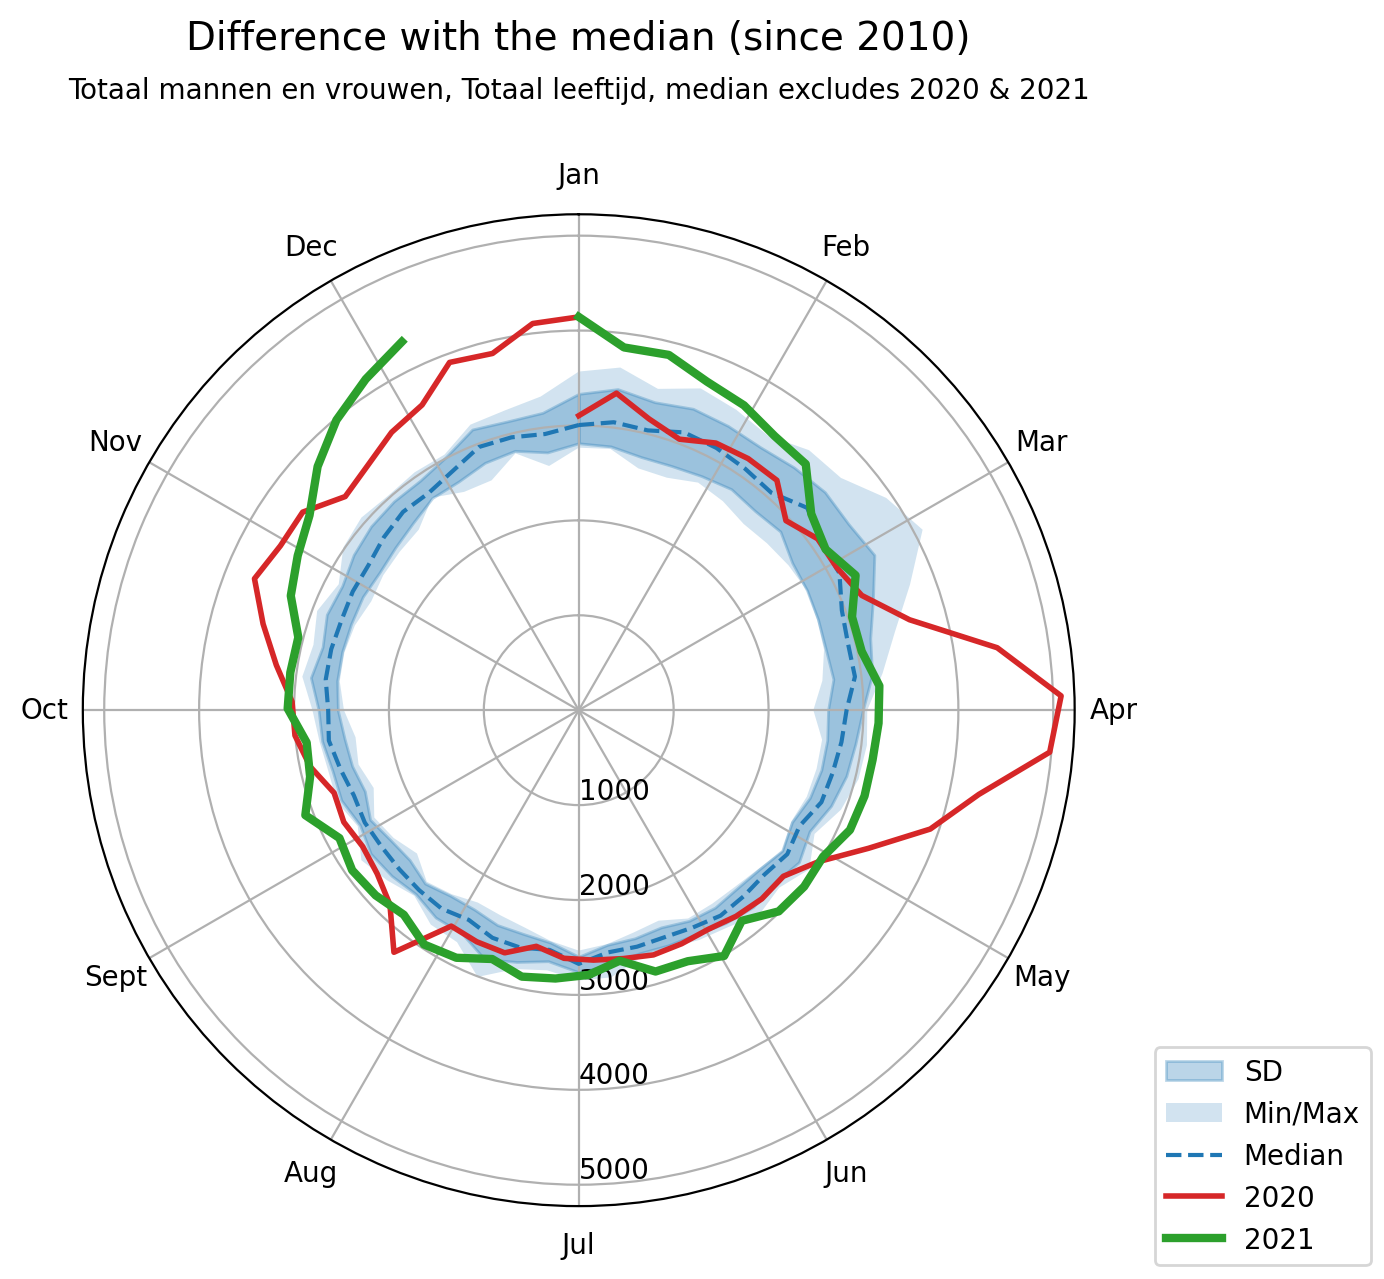 Difference with the median (since 2010)
Totaal mannen en vrouwen, Totaal leeftijd, median excludes 2020 & 2021
Jan
Dec
Feb
Nov
Mar
Oct
Apr
1000
2000
Sept
3000
May
4000
Aug
5000
Jun
Jul
SD
Min/Max
Median
2020
2021